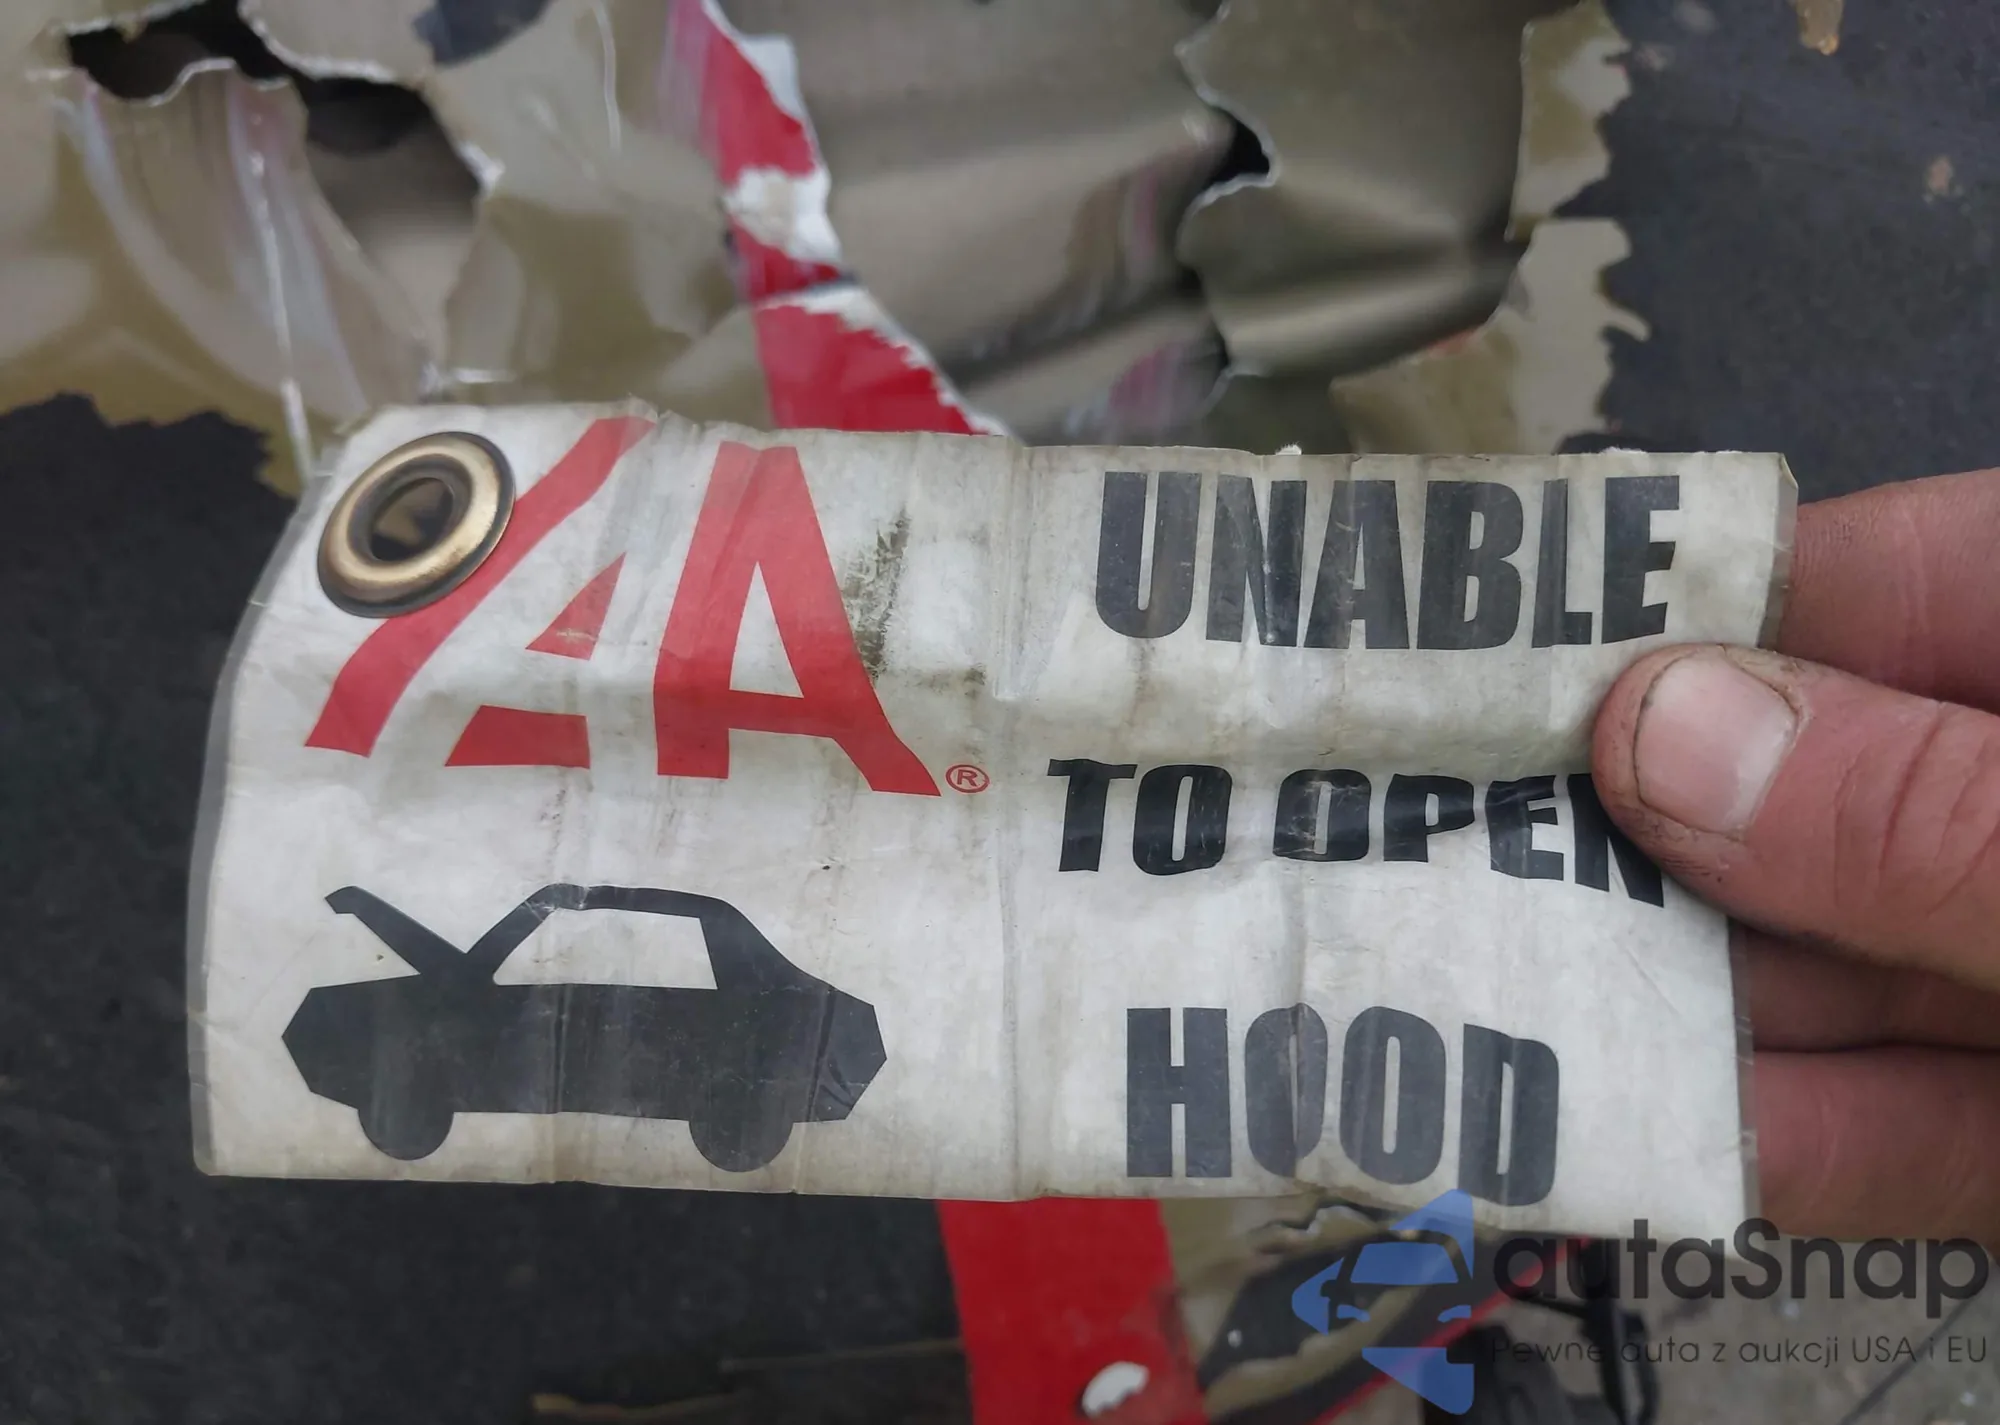 IAA®
UNABLE
TO OPEN
HOOD
autaSnap
Pewne auta z aukcji USA i EU